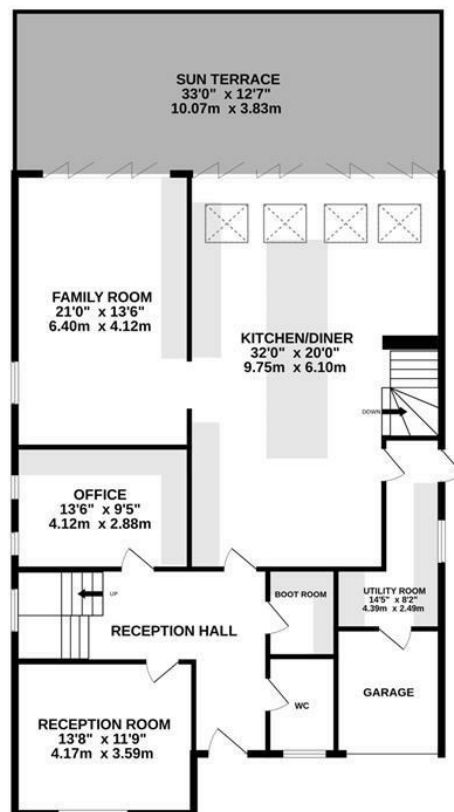 SUN TERRACE
33'0" x 12'7"
10.07m x 3.83m
FAMILY ROOM
21'0" x 13'6"
6.40m x 4.12m
KITCHEN/DINER
32'0" x 20'0"
9.75m x 6.10m
DOWN
OFFICE
13'6" x 9'5"
4.12m x 2.88m
UP
BOOT ROOM
UTILITY ROOM
14'5" x 8'2"
4.39m x 2.49m
RECEPTION HALL
GARAGE
WC
RECEPTION ROOM
13'8" x 11'9"
4.17m x 3.59m